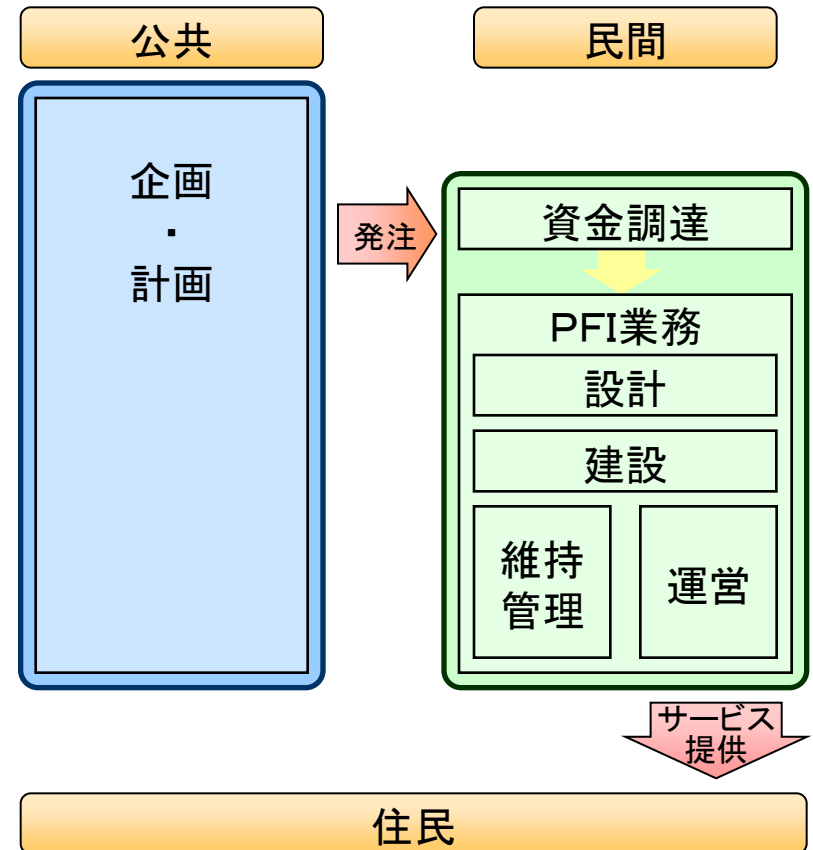 公共
民間
企画
・
計画
発注
資金調達
PFI業務
設計
建設
維持
管理
運営
サービス
提供
住民